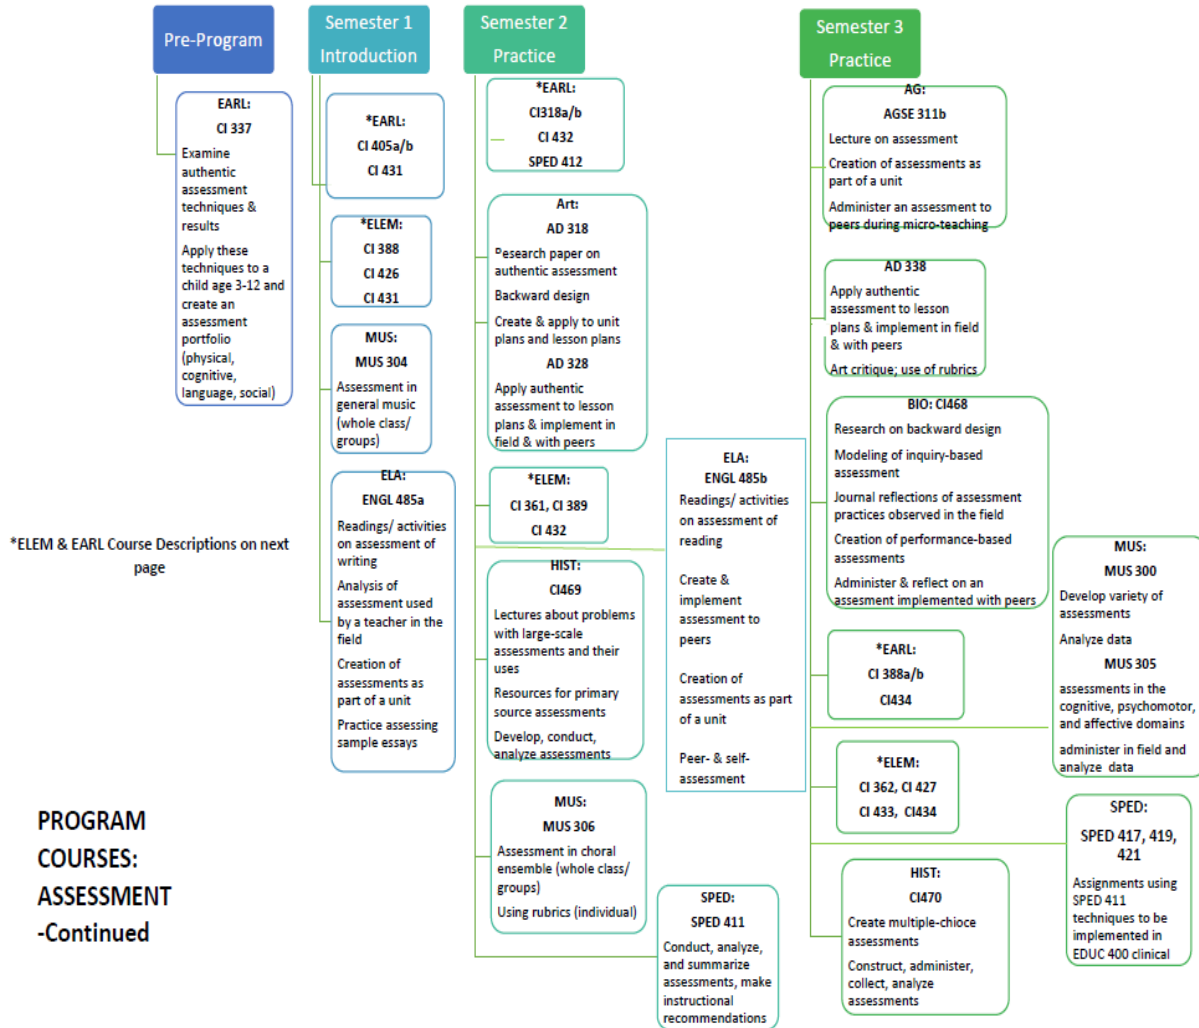 Pre-Program
Semester 1
Introduction
Semester 2
Practice
Semester 3
Practice
EARL:
CI 337
Examine
authentic
assessment
techniques &
results
Apply these
techniques to a
child age 3-12 and
create an
assessment
portfolio
(physical,
cognitive,
language, social)
*EARL:
CI 405a/b
CI 431
*ELEM:
CI 388
CI 426
CI 431
MUS:
MUS 304
Assessment in
general music
(whole class/
groups)
ELA:
ENGL 485a
Readings/ activities
on assessment of
writing
Analysis of
assessment used
by a teacher in the
field
Creation of
assessments as
part of a unit
Practice assessing
sample essays
*EARL:
CI318a/b
CI 432
SPED 412
Art:
AD 318
Research paper on
authentic assessment
Backward design
Create & apply to unit
plans and lesson plans
AD 328
Apply authentic
assessment to lesson
plans & implement in
field & with peers
*ELEM:
CI 361, CI 389
CI 432
HIST:
CI469
Lectures about problems
with large-scale
assessments and their
uses
Resources for primary
source assessments
Develop, conduct,
analyze assessments
MUS:
MUS 306
Assessment in choral
ensemble (whole class/
groups)
Using rubrics (individual)
ELA:
ENGL 485b
Readings/ activities
on assessment of
reading
Create &
implement
assessment to
peers
Creation of
assessments as part
of a unit
Peer- & self-
assessment
SPED:
SPED 411
Conduct, analyze,
and summarize
assessments, make
instructional
recommendations
AG:
AGSE 311b
Lecture on assessment
Creation of assessments as
part of a unit
Administer an assessment to
peers during micro-teaching
AD 338
Apply authentic
assessment to lesson
plans & implement in field
& with peers
Art critique; use of rubrics
BIO: CI468
Research on backward design
Modeling of inquiry-based
assessment
Journal reflections of assessment
practices observed in the field
Creation of performance-based
assessments
Administer & reflect on an
assesment implemented with peers
*EARL:
CI 388a/b
CI434
*ELEM:
CI 362, CI 427
CI 433, CI434
HIST:
CI470
Create multiple-chioce
assessments
Construct, administer,
collect, analyze
assessments
MUS:
MUS 300
Develop variety of
assessments
Analyze data
MUS 305
assessments in the
cognitive, psychomotor,
and affective domains
administer in field and
analyze data
SPED:
SPED 417, 419,
421
Assignments using
SPED 411
techniques to be
implemented in
EDUC 400 clinical
*ELEM & EARL Course Descriptions on next
page
PROGRAM
COURSES:
ASSESSMENT
-Continued